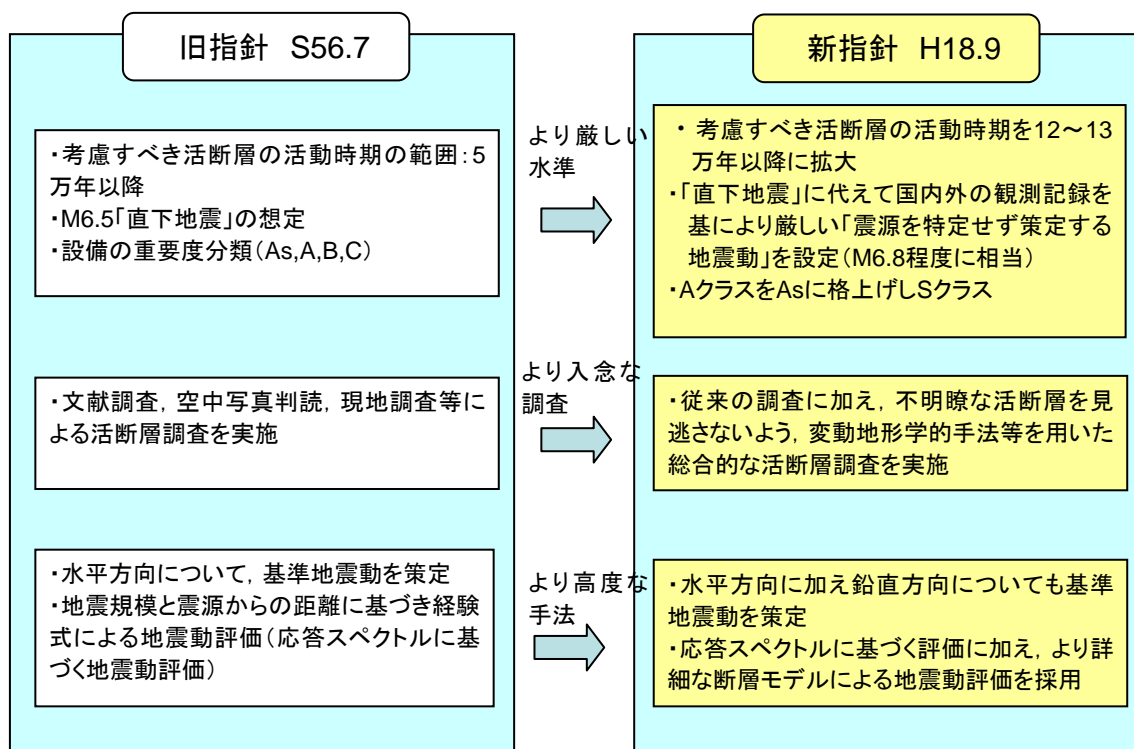 旧指針 S56.7
新指針 H18.9
・考慮すべき活断層の活動時期の範囲:5
万年以降
・M6.5「直下地震」の想定
・設備の重要度分類(As,A,B,C)
より厳しい
水準
・ 考慮すべき活断層の活動時期を12~13
万年以降に拡大
・「直下地震」に代えて国内外の観測記録を
基により厳しい「震源を特定せず策定する
地震動」を設定(M6.8程度に相当)
・AクラスをAsに格上げしSクラス
・文献調査,空中写真判読,現地調査等に
よる活断層調査を実施
より入念な
調査
・従来の調査に加え,不明瞭な活断層を見
逃さないよう,変動地形学的手法等を用いた
総合的な活断層調査を実施
・水平方向について,基準地震動を策定
・地震規模と震源からの距離に基づき経験
式による地震動評価(応答スペクトルに基
づく地震動評価)
より高度な
手法
・水平方向に加え鉛直方向についても基準
地震動を策定
・応答スペクトルに基づく評価に加え,より詳
細な断層モデルによる地震動評価を採用